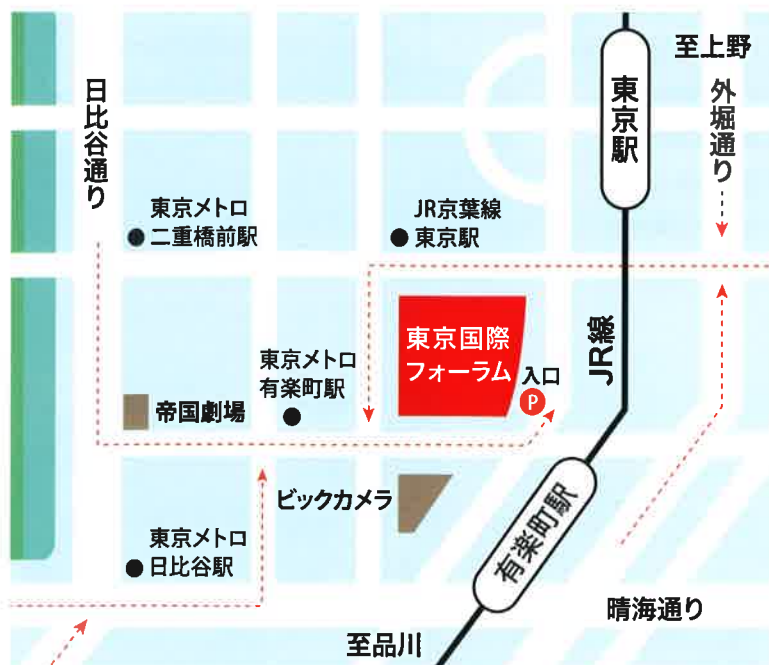 至上野
東京駅
外堀通り
日比谷通り
東京メトロ
二重橋前駅
JR京葉線
東京駅
東京国際
フォーラム
入口
P
JR線
東京メトロ
有楽町駅
帝国劇場
ビックカメラ
東京メトロ
日比谷駅
有楽町駅
晴海通り
至品川